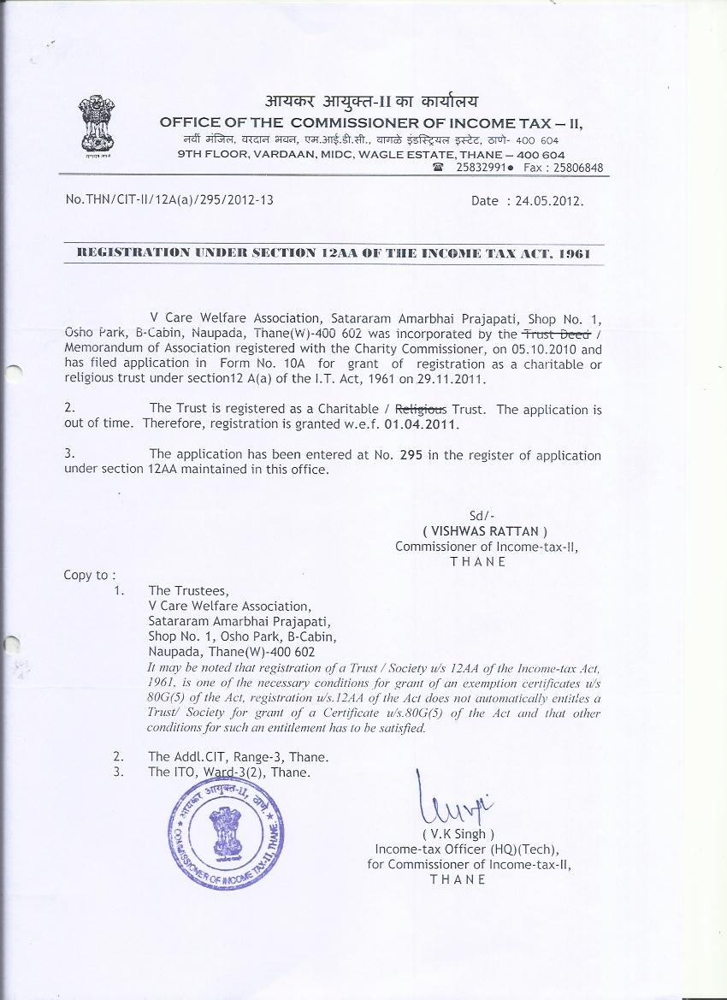 आयकर आयुक्त-II का कार्यालय
OFFICE OF THE COMMISSIONER OF INCOME TAX – II,
नवीं मंजिल, वरदान भवन, एम.आई.डी.सी., वागळे इंडस्ट्रियल इस्टेट, ठाणे- 400 604
9TH FLOOR, VARDAAN, MIDC, WAGLE ESTATE, THANE – 400 604
☎ 25832991● Fax : 25806848
No.THN/CIT-II/12A(a)/295/2012-13 Date : 24.05.2012.
REGISTRATION UNDER SECTION 12AA OF THE INCOME TAX ACT, 1961
V Care Welfare Association, Satararam Amarbhai Prajapati, Shop No. 1,
Osho Park, B-Cabin, Naupada, Thane(W)-400 602 was incorporated by the Trust Deed /
Memorandum of Association registered with the Charity Commissioner, on 05.10.2010 and
has filed application in Form No. 10A for grant of registration as a charitable or
religious trust under section12 A(a) of the I.T. Act, 1961 on 29.11.2011.
2. The Trust is registered as a Charitable / Religious Trust. The application is
out of time. Therefore, registration is granted w.e.f. 01.04.2011.
3. The application has been entered at No. 295 in the register of application
under section 12AA maintained in this office.
Sd/-
( VISHWAS RATTAN )
Commissioner of Income-tax-II,
T H A N E
Copy to :
1. The Trustees,
V Care Welfare Association,
Satararam Amarbhai Prajapati,
Shop No. 1, Osho Park, B-Cabin,
Naupada, Thane(W)-400 602
It may be noted that registration of a Trust / Society u/s 12AA of the Income-tax Act,
1961, is one of the necessary conditions for grant of an exemption certificates u/s
80G(5) of the Act, registration u/s.12AA of the Act does not automatically entitles a
Trust/ Society for grant of a Certificate u/s.80G(5) of the Act and that other
conditions for such an entitlement has to be satisfied.
2. The Addl.CIT, Range-3, Thane.
3. The ITO, Ward-3(2), Thane.
आयकर आयुक्त-II, ठाणे.
COMMISSIONER OF INCOME TAX-II, THANE.
( V.K Singh )
Income-tax Officer (HQ)(Tech),
for Commissioner of Income-tax-II,
T H A N E